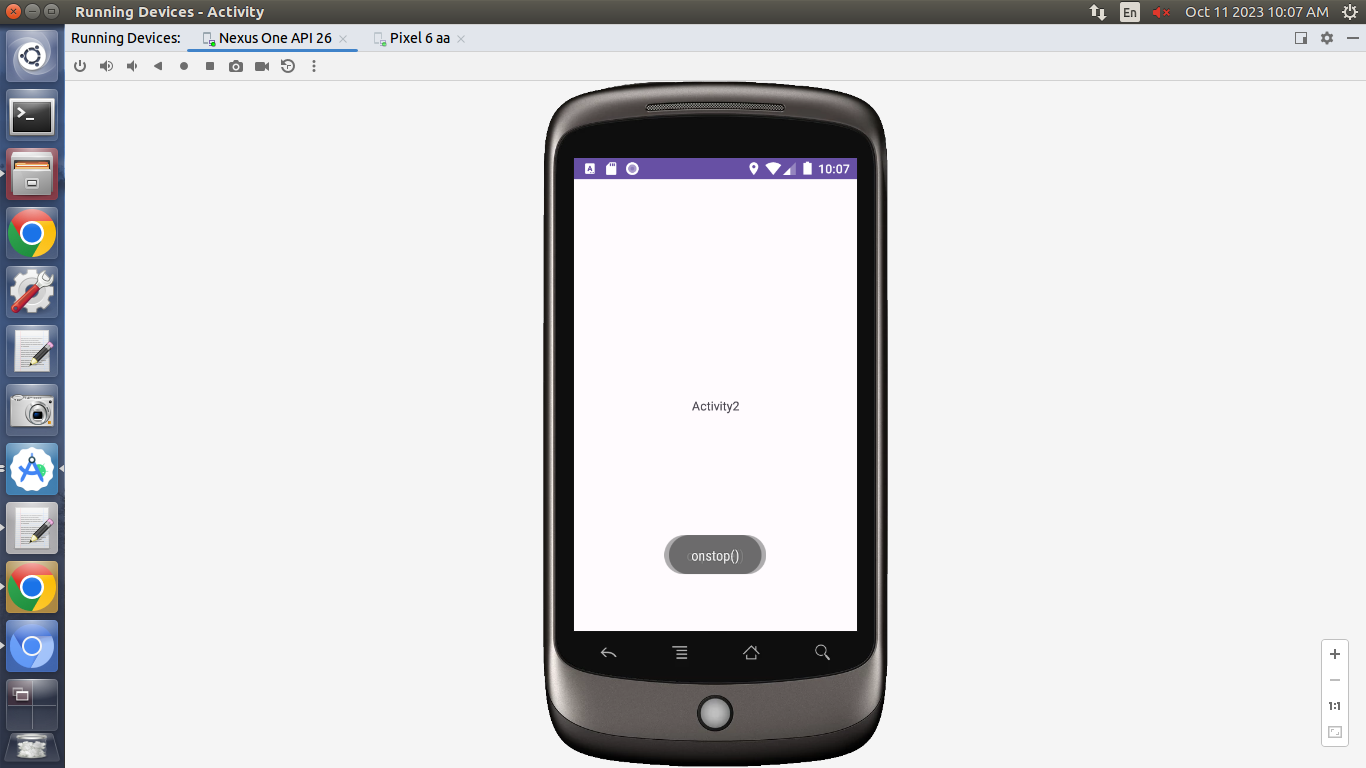 Running Devices - Activity
En
Oct 11 2023 10:07 AM
Running Devices:
Nexus One API 26
Pixel 6 aa
A
10:07
Activity2
onstop()
1:1